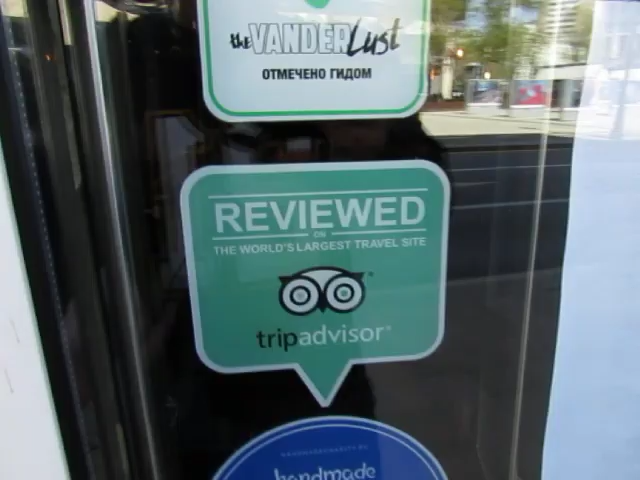 the VANDERLust
ОТМЕЧЕНО ГИДОМ
REVIEWED
ON
THE WORLD'S LARGEST TRAVEL SITE
tripadvisor®
handmade